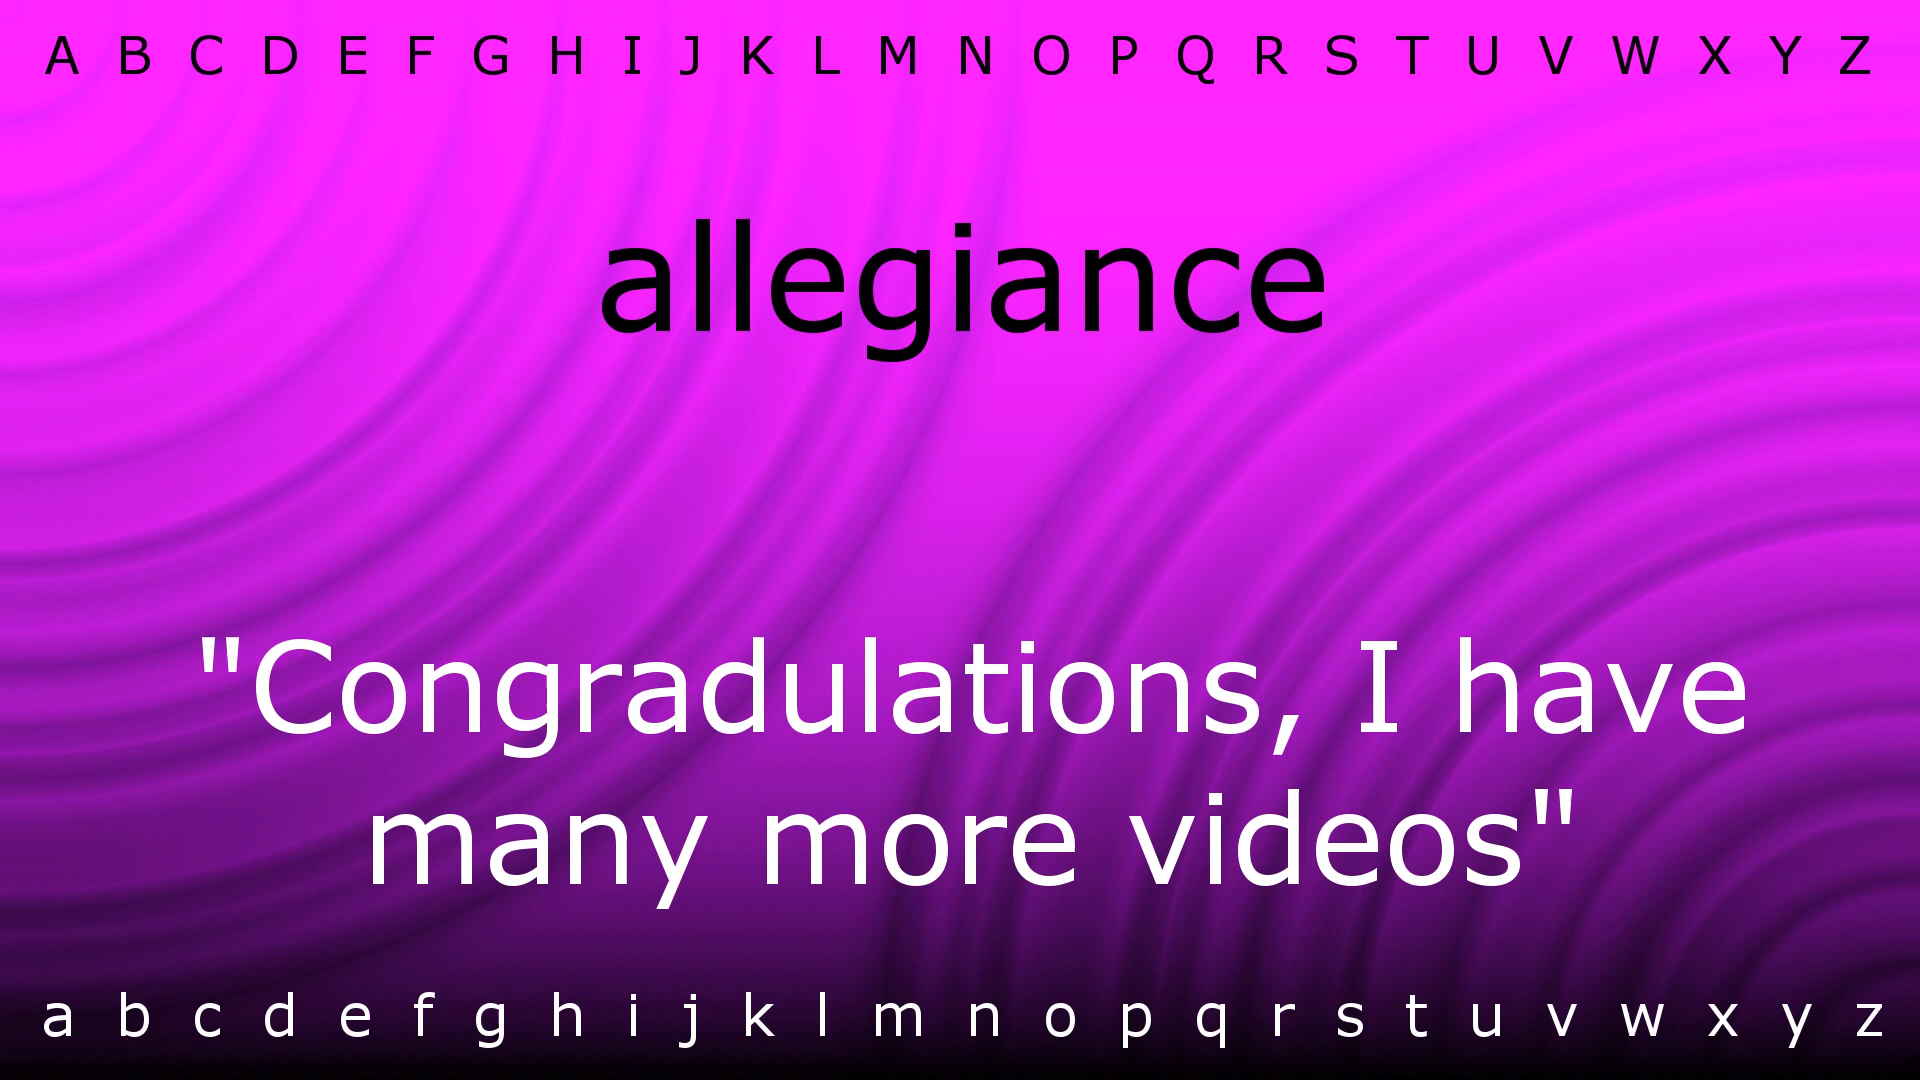 A B C D E F G H I J K L M N O P Q R S T U V W X Y Z
allegiance
"Congradulations, I have
many more videos"
a b c d e f g h i j k l m n o p q r s t u v w x y z